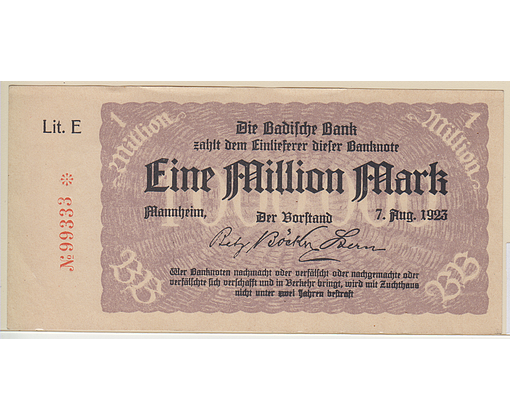 Lit. E
№ 99333 *
1 Million
1 Million
Die Badische Bank
zahlt dem Einlieferer dieser Banknote
Eine Million Mark
Mannheim, Der Vorstand 7. Aug. 1923
BB
BB
Wer Banknoten nachmacht oder verfälscht oder nachgemachte oder
verfälschte sich verschafft und in Verkehr bringt, wird mit Zuchthaus
nicht unter zwei Jahren bestraft